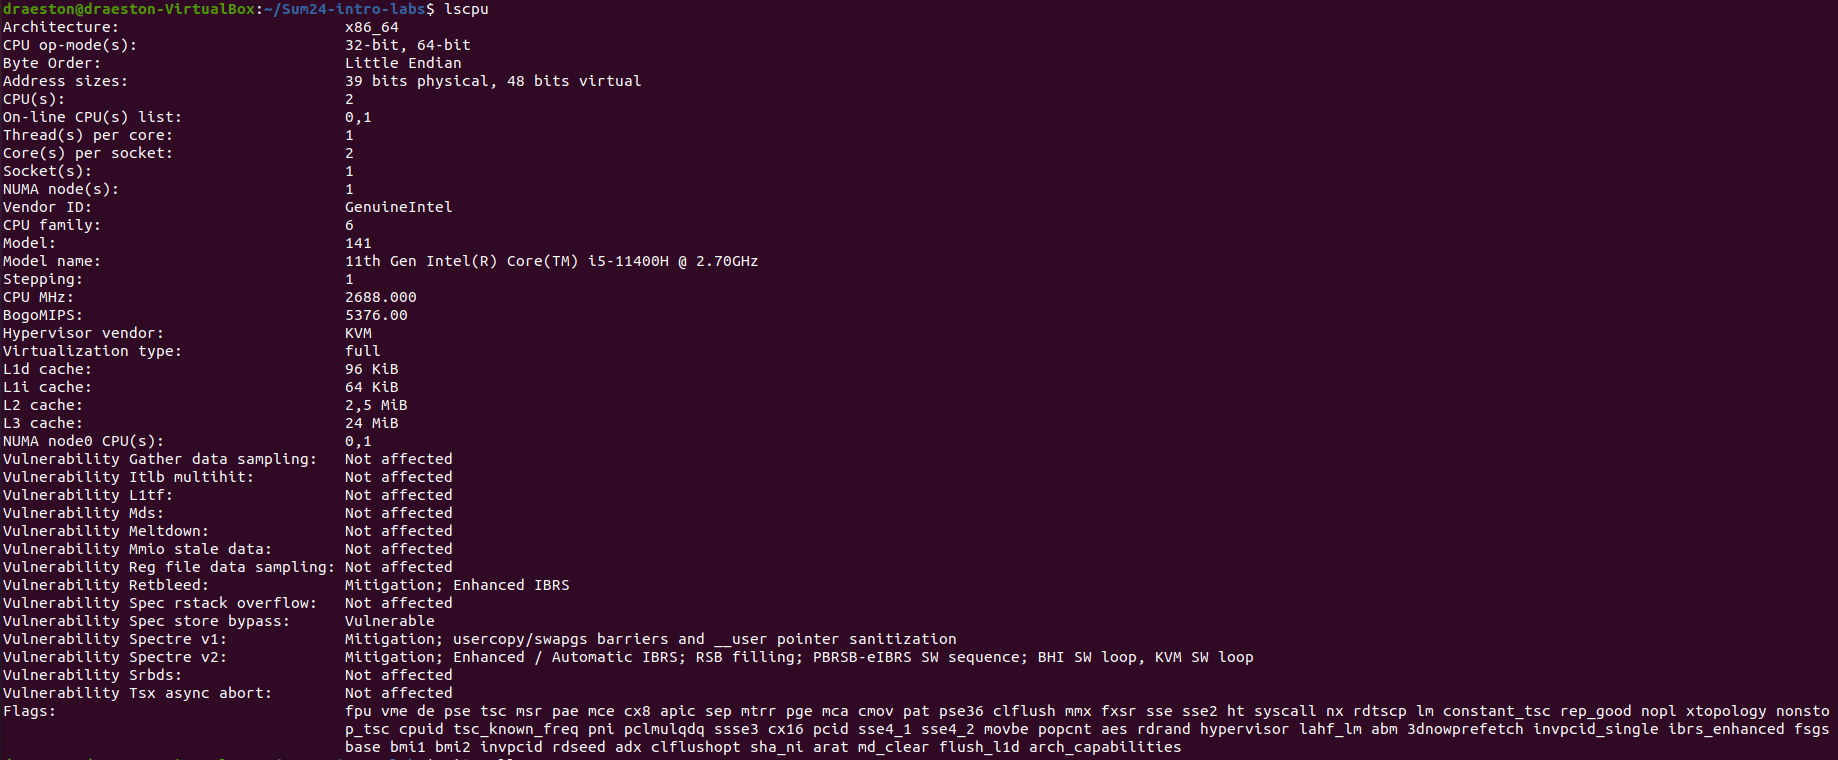 draeston@draeston-VirtualBox:~/Sum24-intro-labs$ lscpu
Architecture: x86_64
CPU op-mode(s): 32-bit, 64-bit
Byte Order: Little Endian
Address sizes: 39 bits physical, 48 bits virtual
CPU(s): 2
On-line CPU(s) list: 0,1
Thread(s) per core: 1
Core(s) per socket: 2
Socket(s): 1
NUMA node(s): 1
Vendor ID: GenuineIntel
CPU family: 6
Model: 141
Model name: 11th Gen Intel(R) Core(TM) i5-11400H @ 2.70GHz
Stepping: 1
CPU MHz: 2688.000
BogoMIPS: 5376.00
Hypervisor vendor: KVM
Virtualization type: full
L1d cache: 96 KiB
L1i cache: 64 KiB
L2 cache: 2,5 MiB
L3 cache: 24 MiB
NUMA node0 CPU(s): 0,1
Vulnerability Gather data sampling: Not affected
Vulnerability Itlb multihit: Not affected
Vulnerability L1tf: Not affected
Vulnerability Mds: Not affected
Vulnerability Meltdown: Not affected
Vulnerability Mmio stale data: Not affected
Vulnerability Reg file data sampling: Not affected
Vulnerability Retbleed: Mitigation; Enhanced IBRS
Vulnerability Spec rstack overflow: Not affected
Vulnerability Spec store bypass: Vulnerable
Vulnerability Spectre v1: Mitigation; usercopy/swapgs barriers and __user pointer sanitization
Vulnerability Spectre v2: Mitigation; Enhanced / Automatic IBRS; RSB filling; PBRSB-eIBRS SW sequence; BHI SW loop, KVM SW loop
Vulnerability Srbds: Not affected
Vulnerability Tsx async abort: Not affected
Flags: fpu vme de pse tsc msr pae mce cx8 apic sep mtrr pge mca cmov pat pse36 clflush mmx fxsr sse sse2 ht syscall nx rdtscp lm constant_tsc rep_good nopl xtopology nonsto
p_tsc cpuid tsc_known_freq pni pclmulqdq ssse3 cx16 pcid sse4_1 sse4_2 movbe popcnt aes rdrand hypervisor lahf_lm abm 3dnowprefetch invpcid_single ibrs_enhanced fsgs
base bmi1 bmi2 invpcid rdseed adx clflushopt sha_ni arat md_clear flush_l1d arch_capabilities